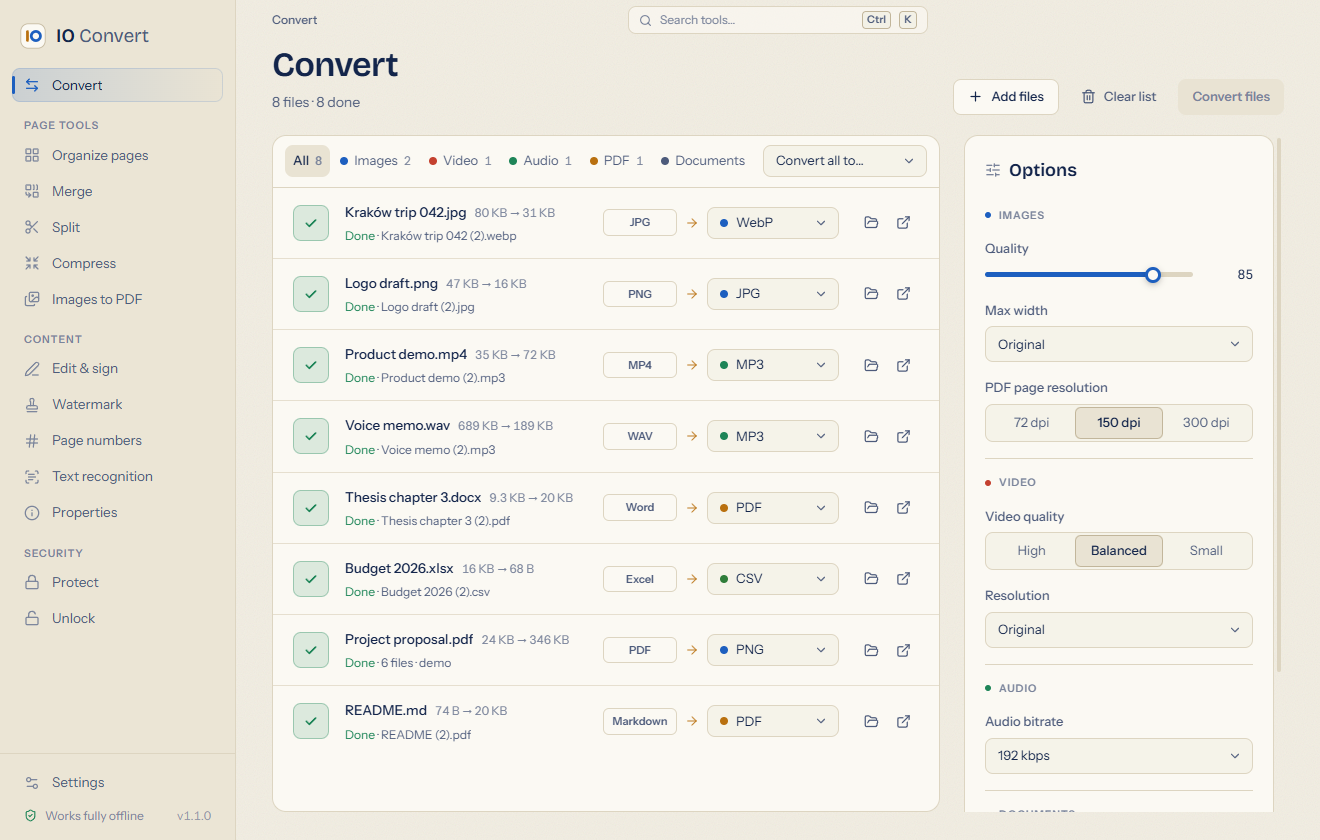 IO Convert
Convert
PAGE TOOLS
Organize pages
Merge
Split
Compress
Images to PDF
CONTENT
Edit & sign
Watermark
Page numbers
Text recognition
Properties
SECURITY
Protect
Unlock
Settings
Works fully offline v1.1.0
Convert
Search tools... Ctrl K
Convert
8 files · 8 done
Add files Clear list Convert files
All 8 Images 2 Video 1 Audio 1 PDF 1 Documents Convert all to...
Kraków trip 042.jpg 80 KB → 31 KB
Done · Kraków trip 042 (2).webp
JPG → WebP
Logo draft.png 47 KB → 16 KB
Done · Logo draft (2).jpg
PNG → JPG
Product demo.mp4 35 KB → 72 KB
Done · Product demo (2).mp3
MP4 → MP3
Voice memo.wav 689 KB → 189 KB
Done · Voice memo (2).mp3
WAV → MP3
Thesis chapter 3.docx 9.3 KB → 20 KB
Done · Thesis chapter 3 (2).pdf
Word → PDF
Budget 2026.xlsx 16 KB → 68 B
Done · Budget 2026 (2).csv
Excel → CSV
Project proposal.pdf 24 KB → 346 KB
Done · 6 files · demo
PDF → PNG
README.md 74 B → 20 KB
Done · README (2).pdf
Markdown → PDF
Options
IMAGES
Quality
85
Max width
Original
PDF page resolution
72 dpi 150 dpi 300 dpi
VIDEO
Video quality
High Balanced Small
Resolution
Original
AUDIO
Audio bitrate
192 kbps